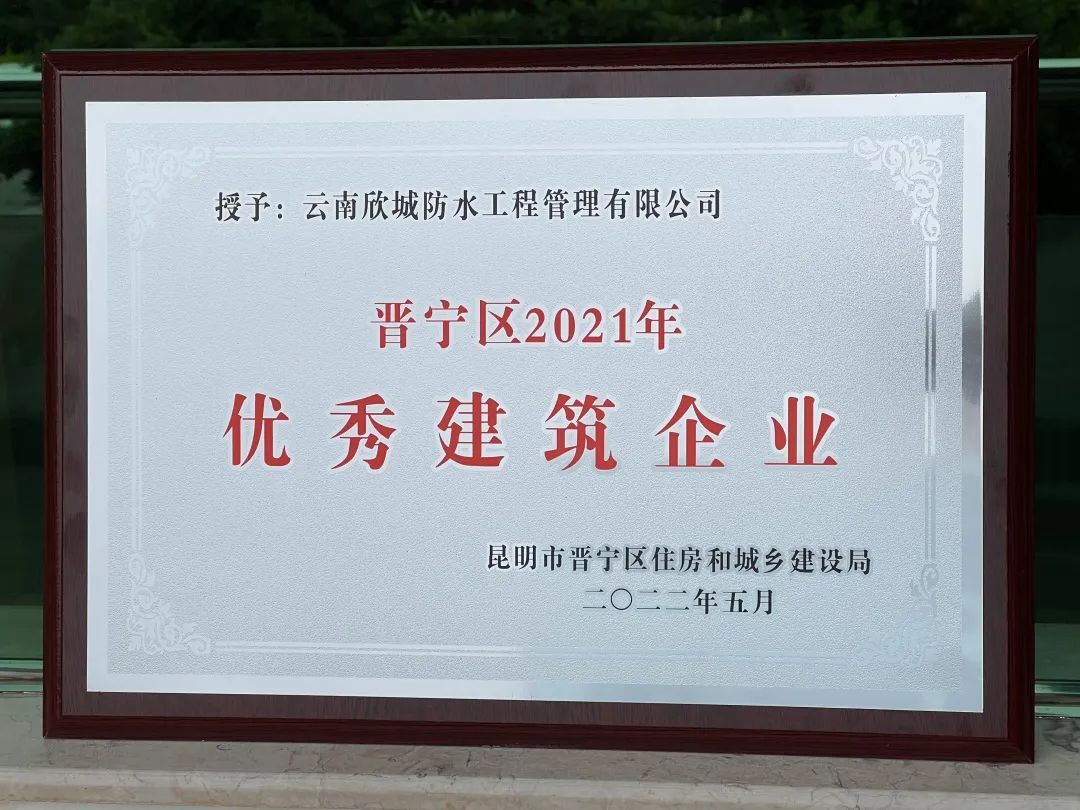 授予：云南欣城防水工程管理有限公司
晋宁区2021年
优秀建筑企业
昆明市晋宁区住房和城乡建设局
二〇二二年五月